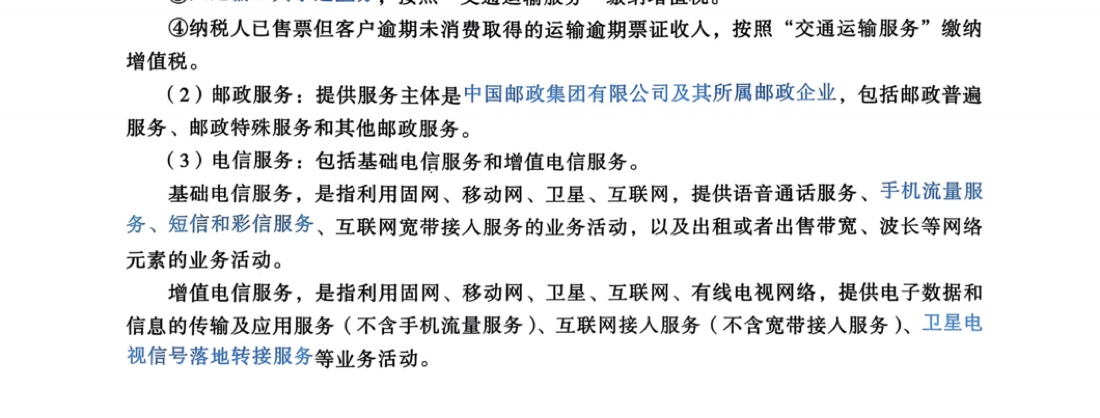 ④纳税人已售票但客户逾期未消费取得的运输逾期票证收入，按照“交通运输服务”缴纳
增值税。
（2）邮政服务：提供服务主体是中国邮政集团有限公司及其所属邮政企业，包括邮政普遍
服务、邮政特殊服务和其他邮政服务。
（3）电信服务：包括基础电信服务和增值电信服务。
基础电信服务，是指利用固网、移动网、卫星、互联网，提供语音通话服务、手机流量服
务、短信和彩信服务、互联网宽带接入服务的业务活动，以及出租或者出售带宽、波长等网络
元素的业务活动。
增值电信服务，是指利用固网、移动网、卫星、互联网、有线电视网络，提供电子数据和
信息的传输及应用服务（不含手机流量服务）、互联网接入服务（不含宽带接入服务）、卫星电
视信号落地转接服务等业务活动。